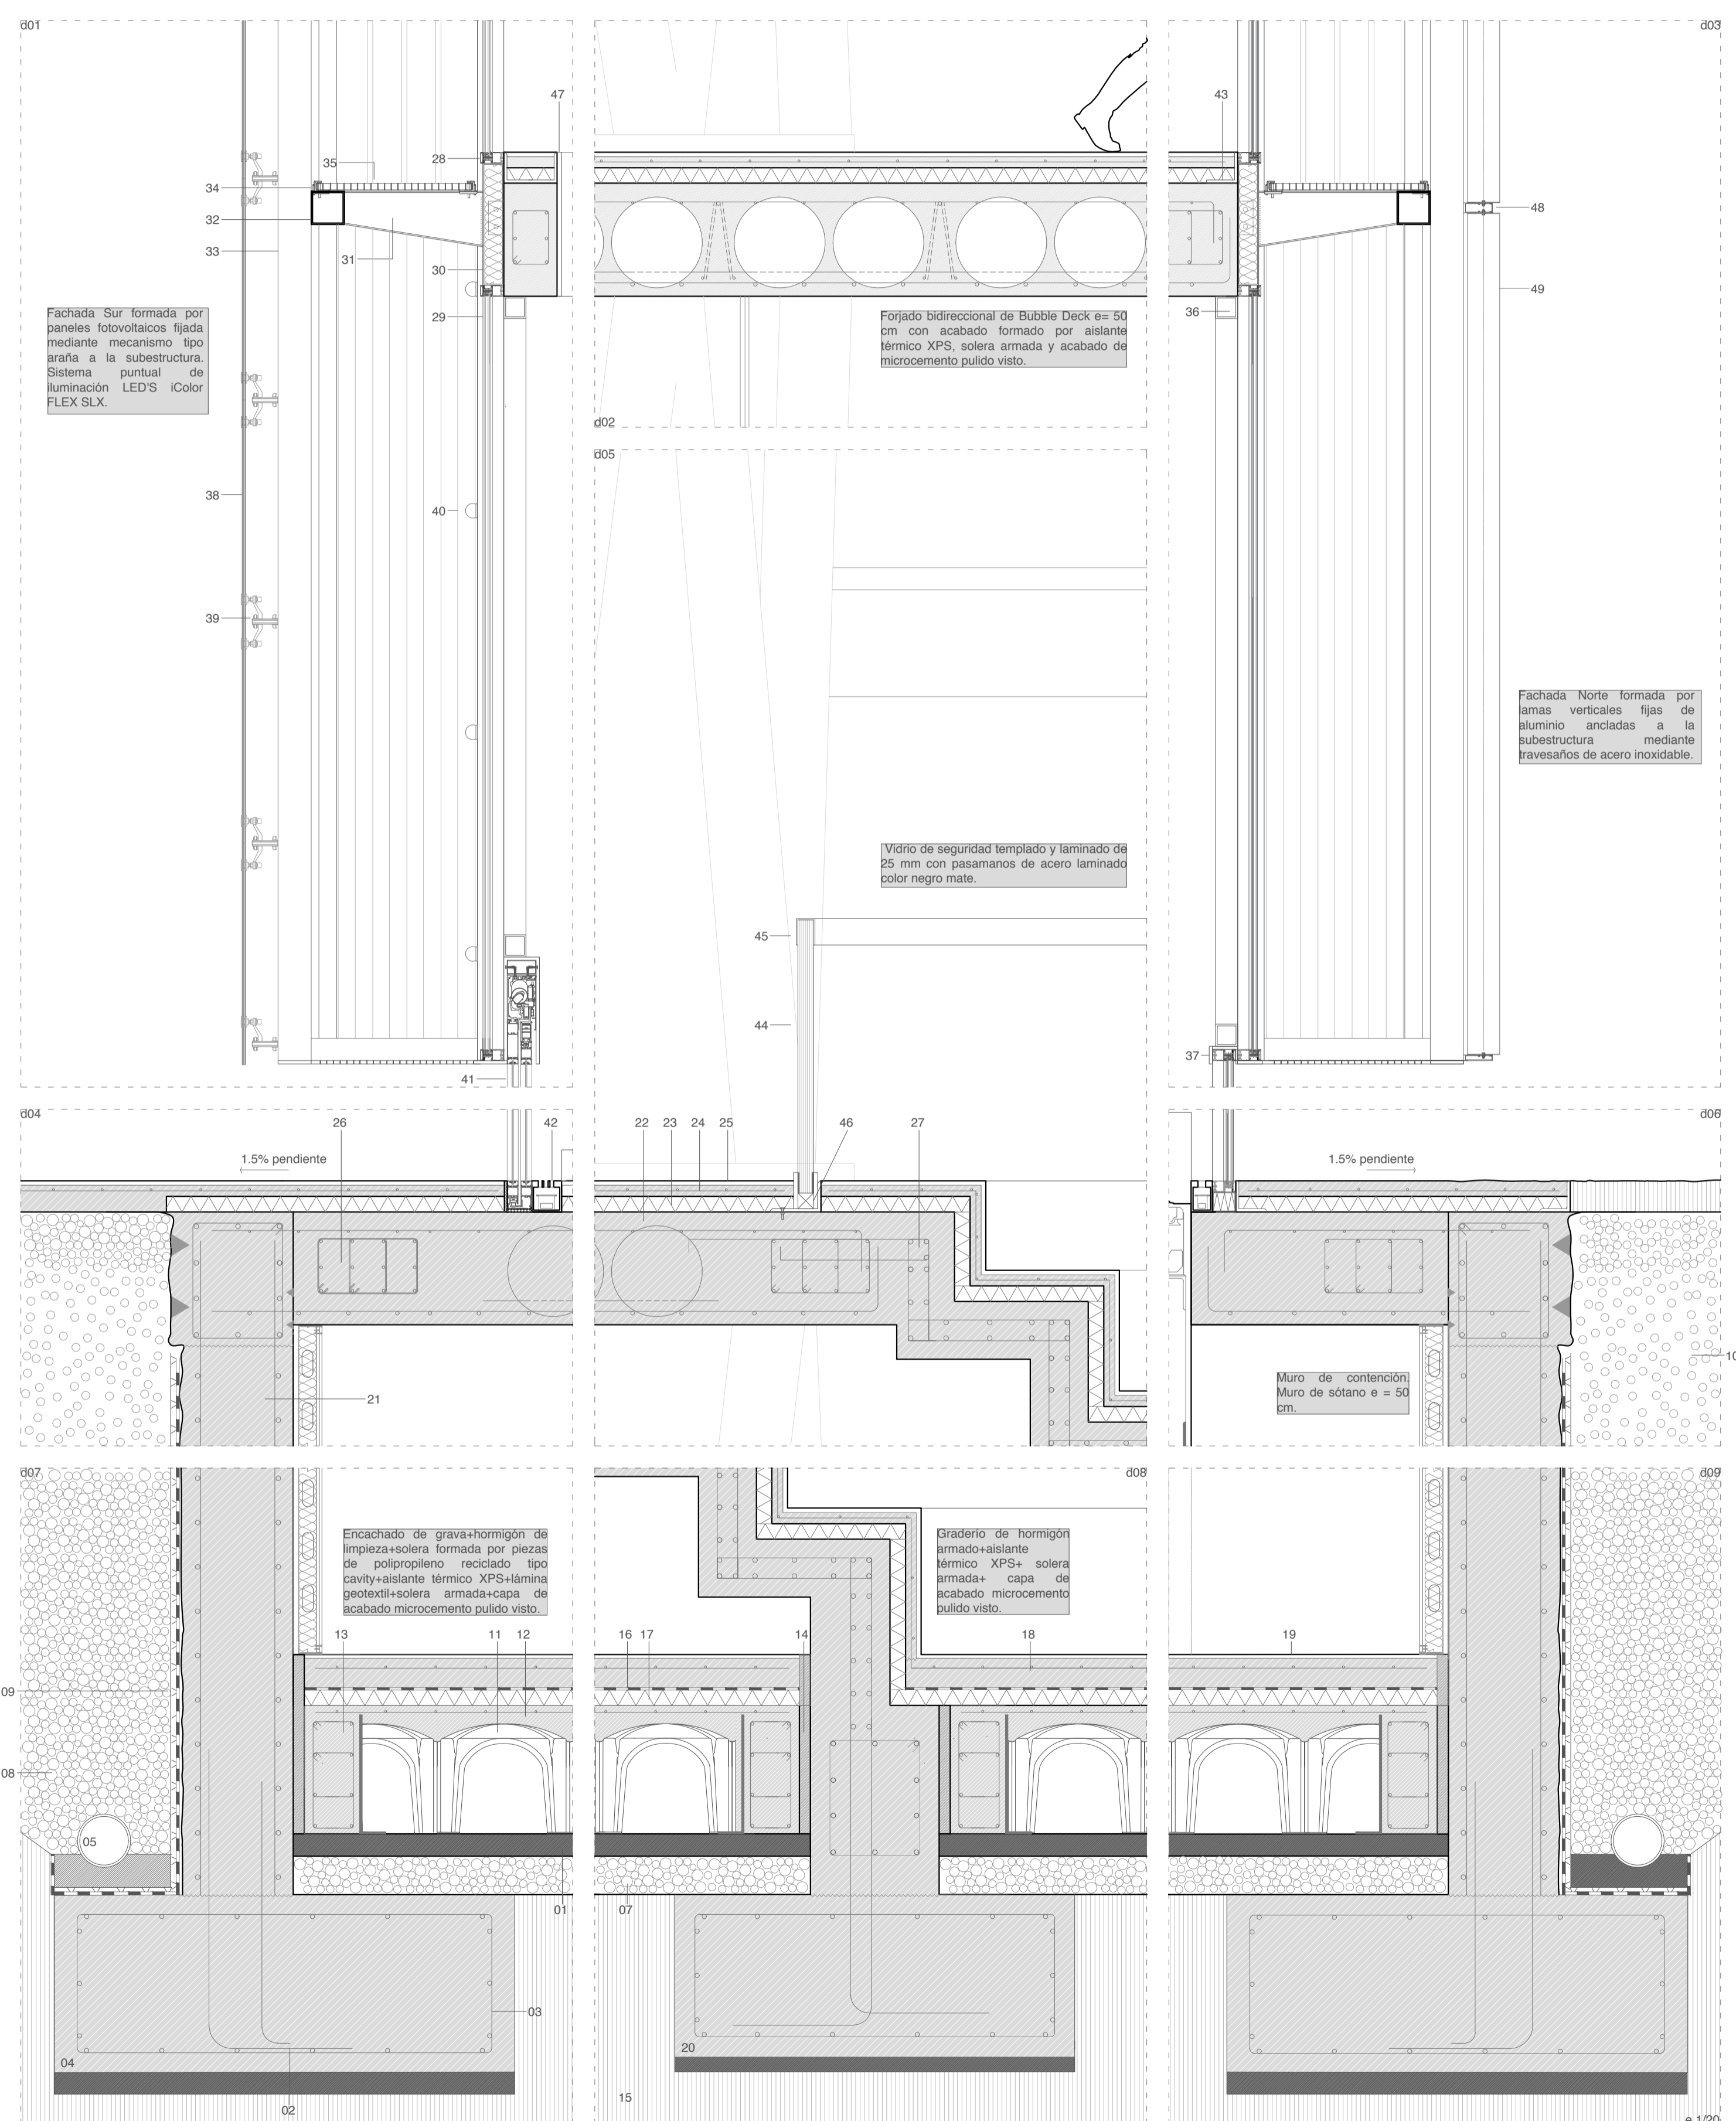 d01
47
35
28
34
32
33
31
30
29
Fachada Sur formada por
paneles fotovoltaicos fijada
mediante mecanismo tipo
araña a la subestructura.
Sistema puntual de
iluminación LED'S iColor
FLEX SLX.
38
40
39
41
Forjado bidireccional de Bubble Deck e= 50
cm con acabado formado por aislante
térmico XPS, solera armada y acabado de
microcemento pulido visto.
d02
d03
43
48
36
49
Fachada Norte formada por
lamas verticales fijas de
aluminio ancladas a la
subestructura mediante
travesaños de acero inoxidable.
37
d05
Vidrio de seguridad templado y laminado de
25 mm con pasamanos de acero laminado
color negro mate.
45
44
22 23 24 25 46 27
d04
26
42
1.5% pendiente
21
d06
1.5% pendiente
10
Muro de contención.
Muro de sótano e = 50
cm.
d07
Encachado de grava+hormigón de
limpieza+solera formada por piezas
de polipropileno reciclado tipo
cavity+aislante térmico XPS+lámina
geotextil+solera armada+capa de
acabado microcemento pulido visto.
13 11 12
09
08
05
01
03
04
02
d08
Graderio de hormigón
armado+aislante
térmico XPS+ solera
armada+ capa de
acabado microcemento
pulido visto.
16 17 14 18
07
20
15
d09
19
e 1/20